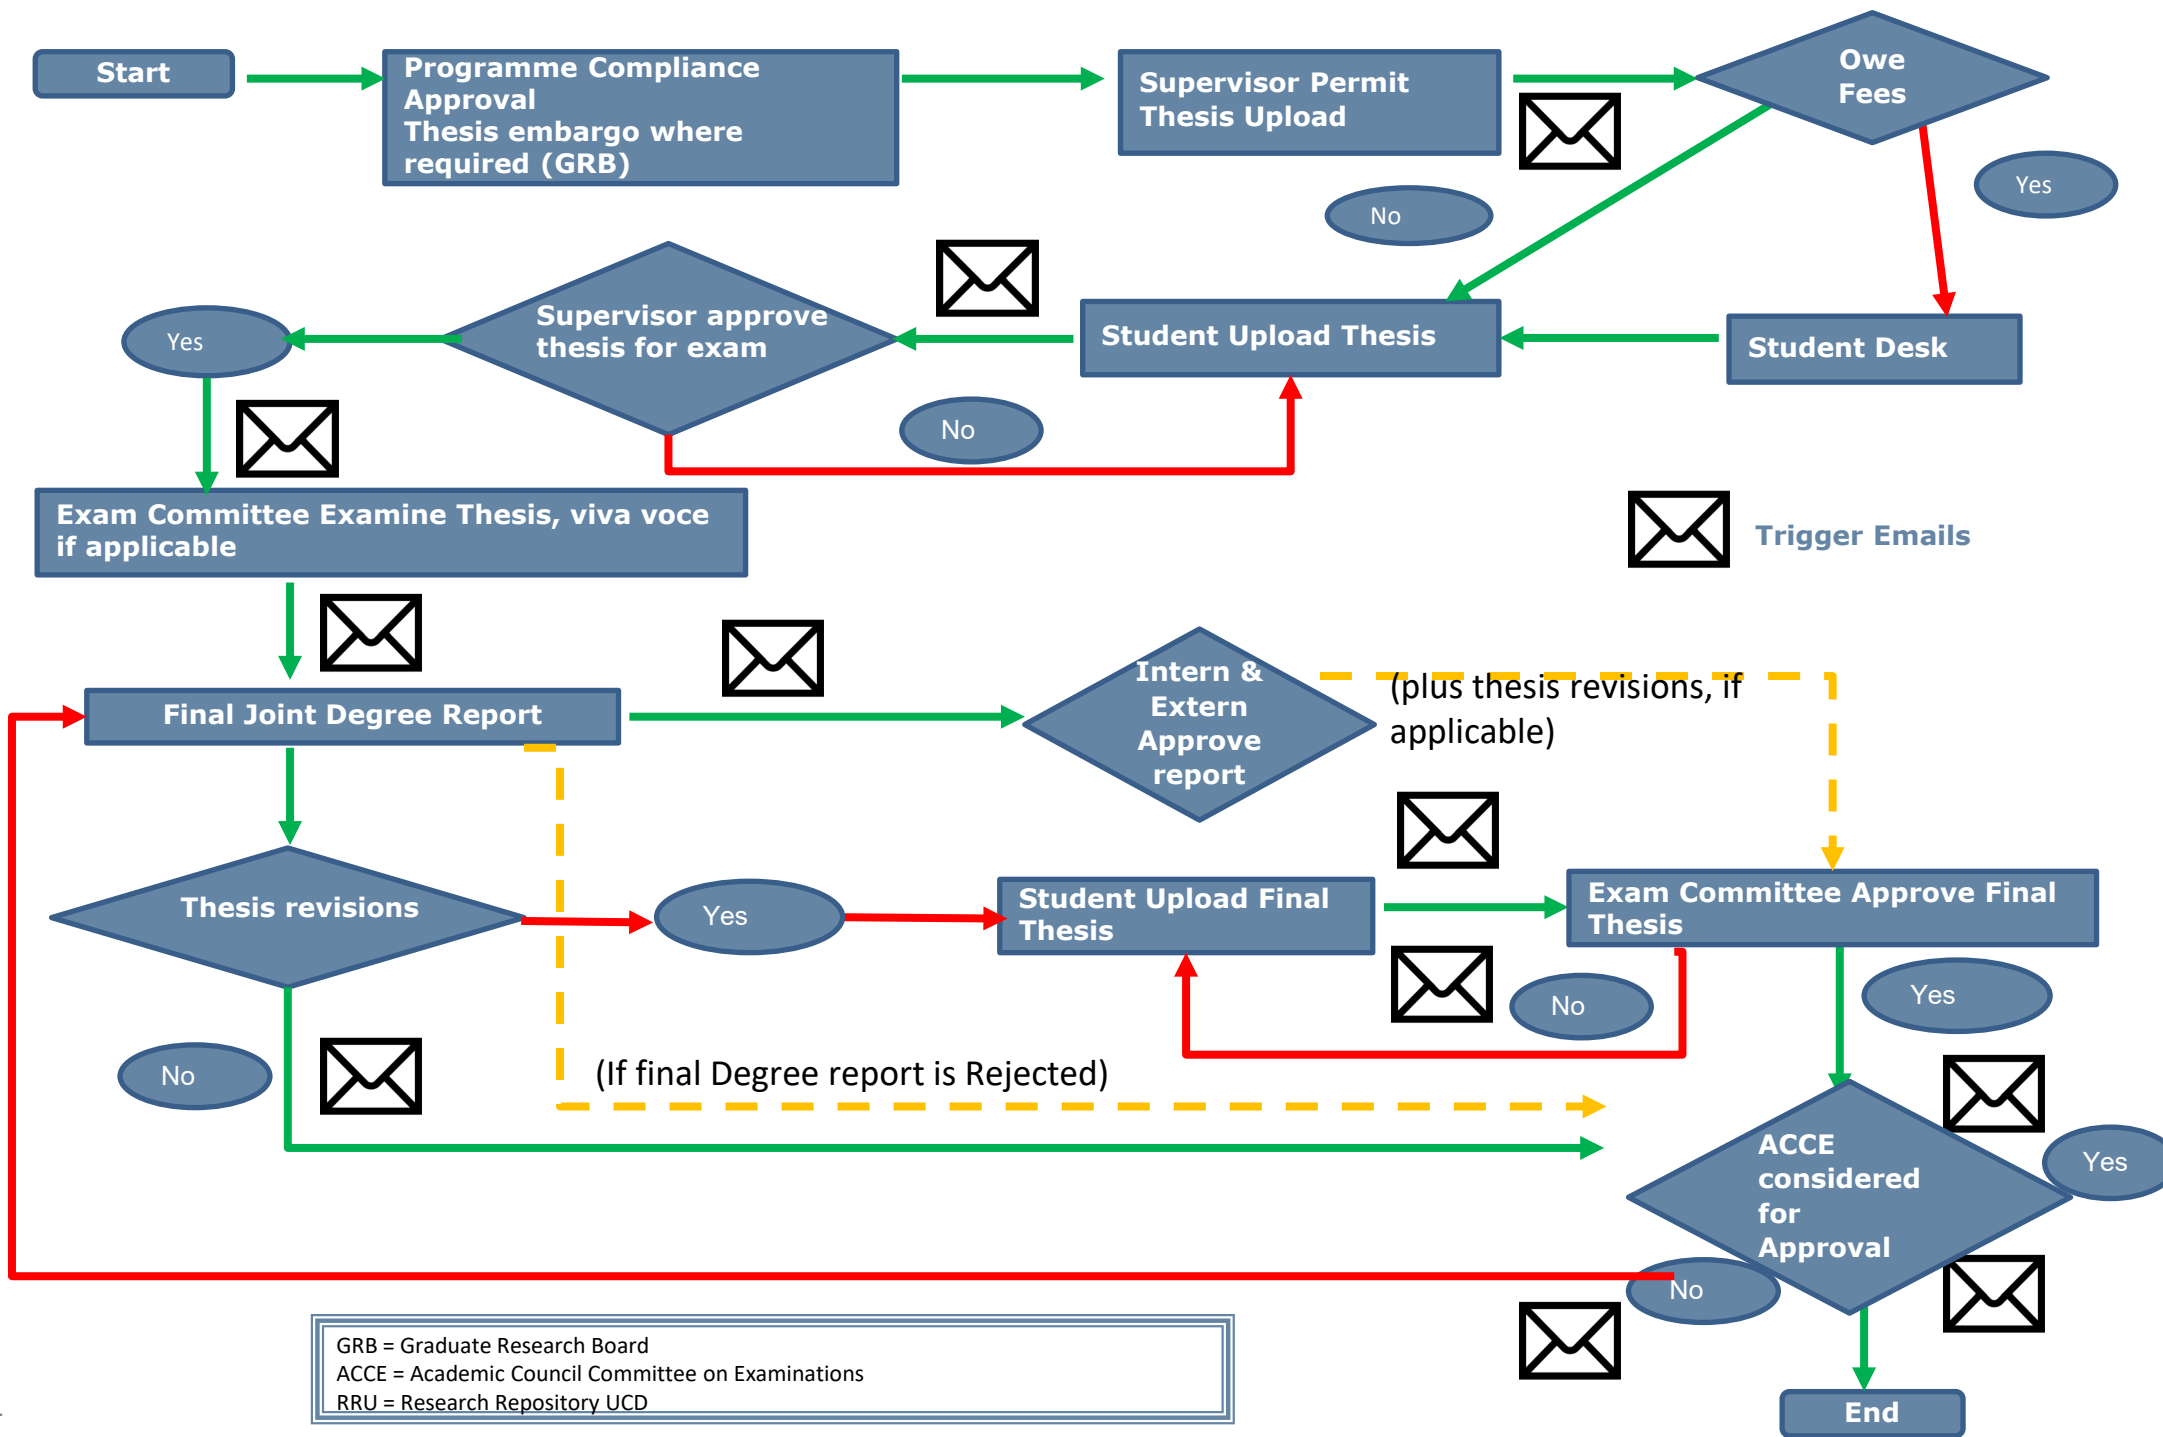 Start
Programme Compliance
Approval
Thesis embargo where
required (GRB)
Supervisor Permit
Thesis Upload
Owe
Fees
Yes
No
Supervisor approve
thesis for exam
Student Upload Thesis
Student Desk
Yes
No
Exam Committee Examine Thesis, viva voce
if applicable
Trigger Emails
Final Joint Degree Report
Intern &
Extern
Approve
report
(plus thesis revisions, if
applicable)
Thesis revisions
Yes
Student Upload Final
Thesis
Exam Committee Approve Final
Thesis
No
Yes
No
(If final Degree report is Rejected)
ACCE
considered
for
Approval
Yes
No
GRB = Graduate Research Board
ACCE = Academic Council Committee on Examinations
RRU = Research Repository UCD
End